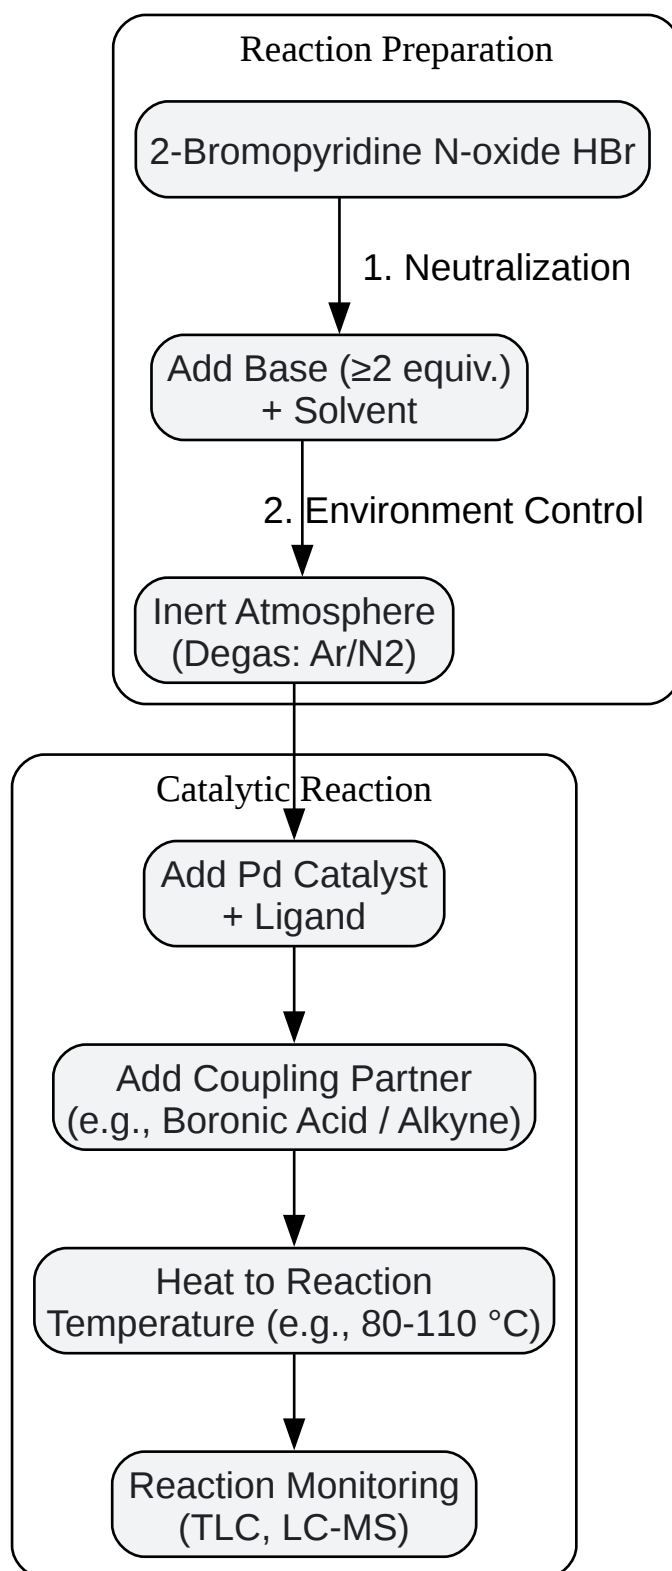 Reaction Preparation
2-Bromopyridine N-oxide HBr
1. Neutralization
Add Base (≥2 equiv.)
+ Solvent
2. Environment Control
Inert Atmosphere
(Degas: Ar/N2)
Catalytic Reaction
Add Pd Catalyst
+ Ligand
Add Coupling Partner
(e.g., Boronic Acid / Alkyne)
Heat to Reaction
Temperature (e.g., 80-110 °C)
Reaction Monitoring
(TLC, LC-MS)